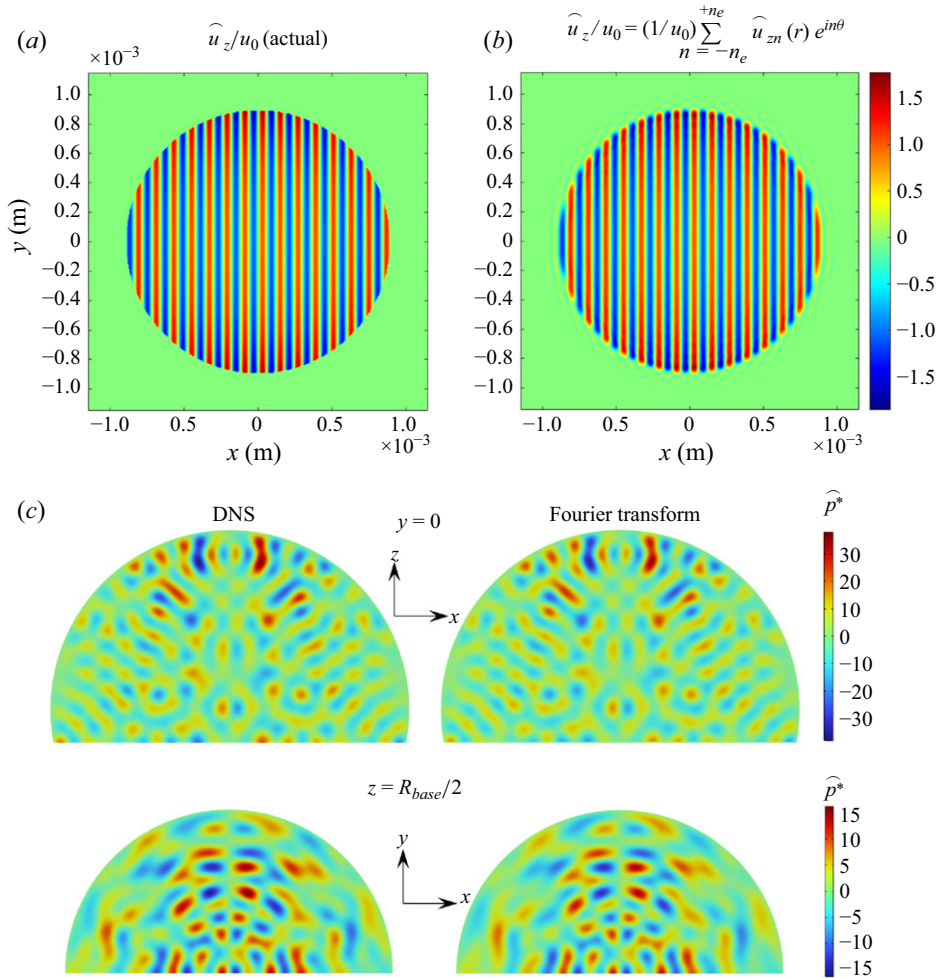 (a)
û_z/u_0 (actual)
×10⁻³
1.0
0.8
0.6
0.4
0.2
0
−0.2
−0.4
−0.6
−0.8
−1.0
y (m)
−1.0
0.5
0
0.5
1.0
×10⁻³
x (m)
(b)
û_z/u_0 = (1/u_0) ∑ û_zn (r) e^{inθ}
+n_e
n = −n_e
1.0
0.8
0.6
0.4
0.2
0
−0.2
−0.4
−0.6
−0.8
−1.0
−1.0
0.5
0
0.5
1.0
×10⁻³
x (m)
1.5
1.0
0.5
0
−0.5
−1.0
−1.5
(c)
DNS
y = 0
Fourier transform
z
x
p̂*
30
20
10
0
−10
−20
−30
z = R_base/2
y
x
p̂*
15
10
5
0
−5
−10
−15